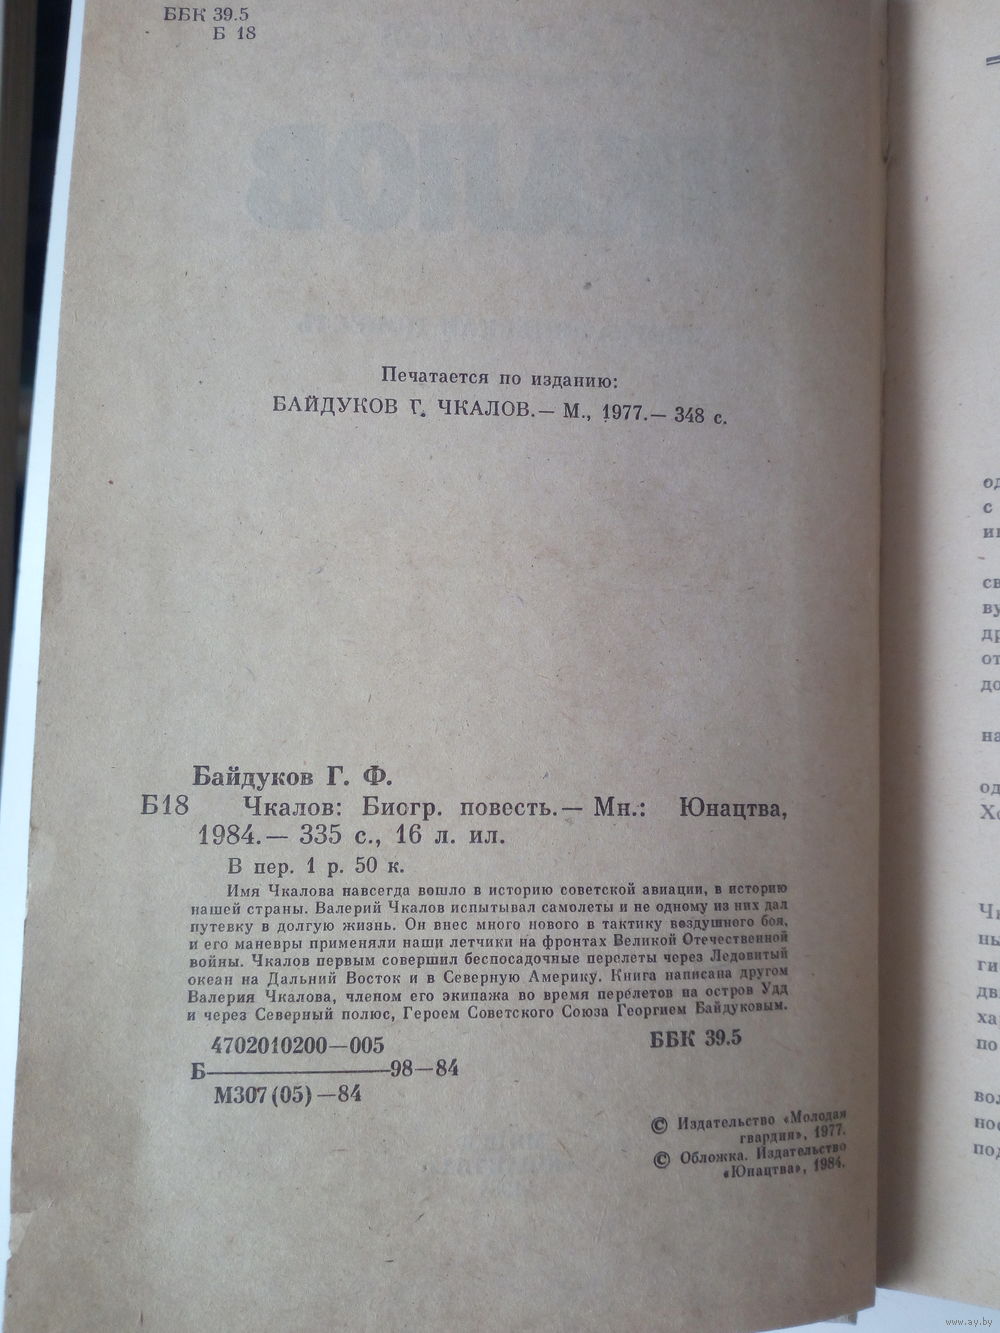 ББК 39.5
Б 18
Печатается по изданию:
БАЙДУКОВ Г. ЧКАЛОВ.— М., 1977.— 348 с.
Байдуков Г. Ф.
Б18 Чкалов: Биогр. повесть.— Мн.: Юнацтва,
1984.— 335 с., 16 л. ил.
В пер. 1 р. 50 к.
Имя Чкалова навсегда вошло в историю советской авиации, в историю
нашей страны. Валерий Чкалов испытывал самолеты и не одному из них дал
путевку в долгую жизнь. Он внес много нового в тактику воздушного боя,
и его маневры применяли наши летчики на фронтах Великой Отечественной
войны. Чкалов первым совершил беспосадочные перелеты через Ледовитый
океан на Дальний Восток и в Северную Америку. Книга написана другом
Валерия Чкалова, членом его экипажа во время перелетов на остров Удд
и через Северный полюс, Героем Советского Союза Георгием Байдуковым.
4702010200—005
Б————98—84
М307(05)—84
ББК 39.5
© Издательство «Молодая
гвардия», 1977.
© Обложка. Издательство
«Юнацтва», 1984.
www.ay.by